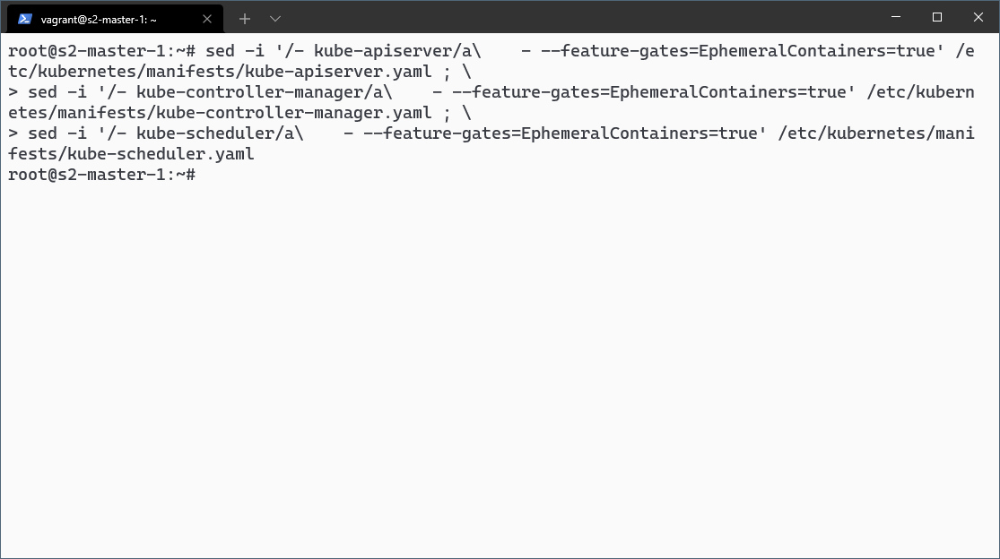 vagrant@s2-master-1: ~
root@s2-master-1:~# sed -i '/- kube-apiserver/a\    - --feature-gates=EphemeralContainers=true' /e
tc/kubernetes/manifests/kube-apiserver.yaml ; \
> sed -i '/- kube-controller-manager/a\    - --feature-gates=EphemeralContainers=true' /etc/kubern
etes/manifests/kube-controller-manager.yaml ; \
> sed -i '/- kube-scheduler/a\    - --feature-gates=EphemeralContainers=true' /etc/kubernetes/mani
fests/kube-scheduler.yaml
root@s2-master-1:~#